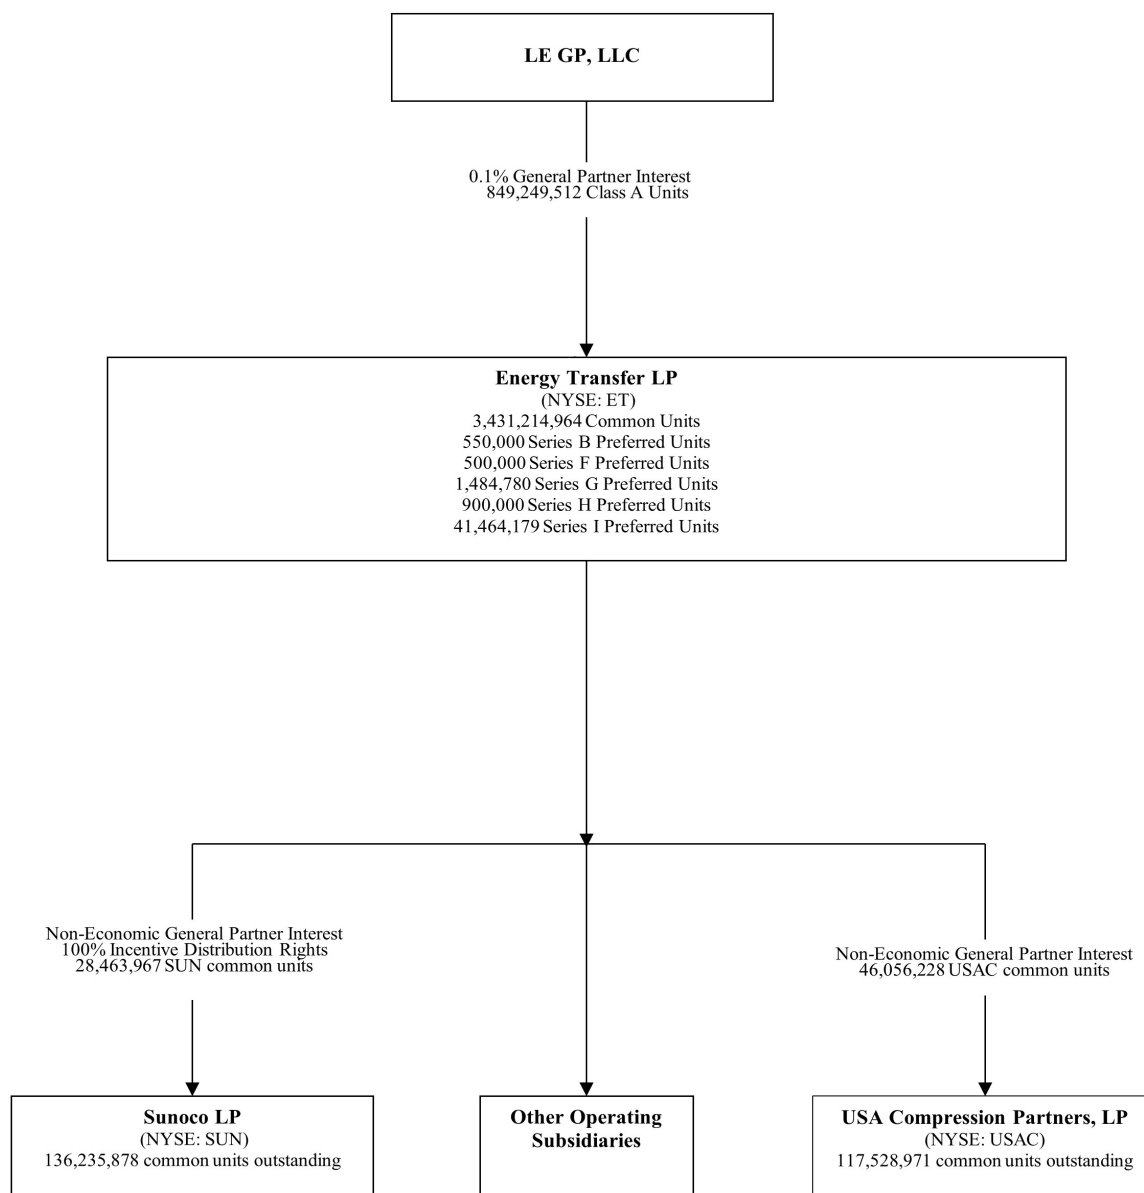 LE GP, LLC
0.1% General Partner Interest
849,249,512 Class A Units
Energy Transfer LP
(NYSE: ET)
3,431,214,964 Common Units
550,000 Series B Preferred Units
500,000 Series F Preferred Units
1,484,780 Series G Preferred Units
900,000 Series H Preferred Units
41,464,179 Series I Preferred Units
Non-Economic General Partner Interest
100% Incentive Distribution Rights
28,463,967 SUN common units
Non-Economic General Partner Interest
46,056,228 USAC common units
Sunoco LP
(NYSE: SUN)
136,235,878 common units outstanding
Other Operating
Subsidiaries
USA Compression Partners, LP
(NYSE: USAC)
117,528,971 common units outstanding